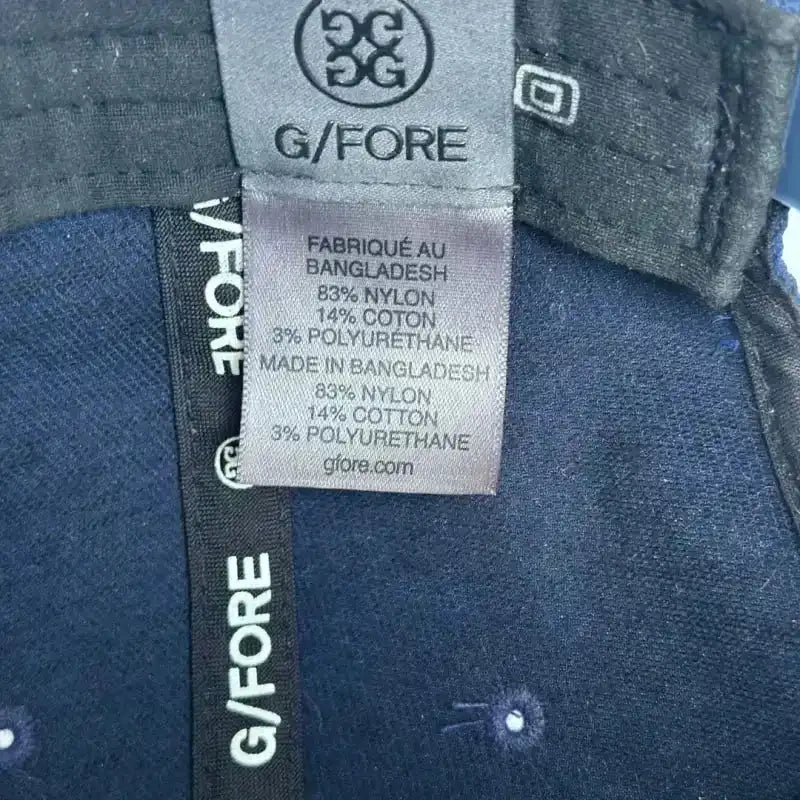 G/FORE
FABRIQUÉ AU
BANGLADESH
83% NYLON
14% COTON
3% POLYURÉTHANE
MADE IN BANGLADESH
83% NYLON
14% COTTON
3% POLYURETHANE
gfore.com
/FORE
G/FORE